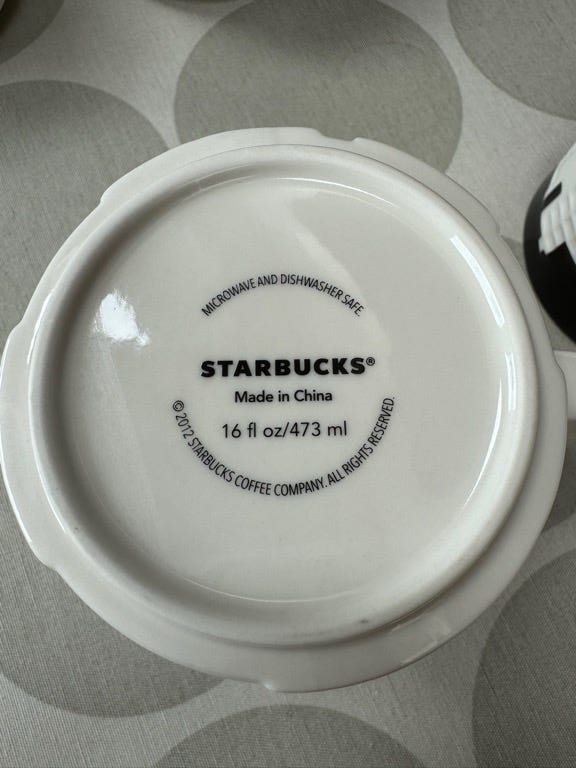 MICROWAVE AND DISHWASHER SAFE.
STARBUCKS®
Made in China
16 fl oz/473 ml
© 2012 STARBUCKS COFFEE COMPANY. ALL RIGHTS RESERVED.